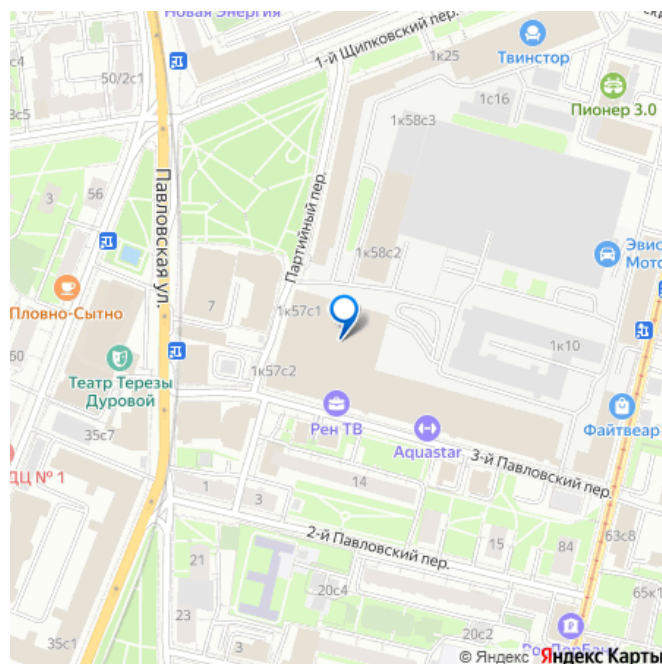 Новая Энергия
1-й Щипковский пер.
1к25
Твинстор
50/2с1
1с16
Пионер 3.0
1к58с3
56
3
Павловская ул.
Партийный пер.
1к58с2
Эвис
Мото
Пловно-Сытно
7
1к57с1
1к10
60
Театр Терезы
Дуровой
1к57с2
Рен ТВ
Aquastar
Файтвеар
35с7
3-й Павловский пер.
ДЦ № 1
1
3
14
2-й Павловский пер.
15
84
63с8
21
20с4
65к1
23
20с2
3
35с1
© Яндекс Яндекс Карты